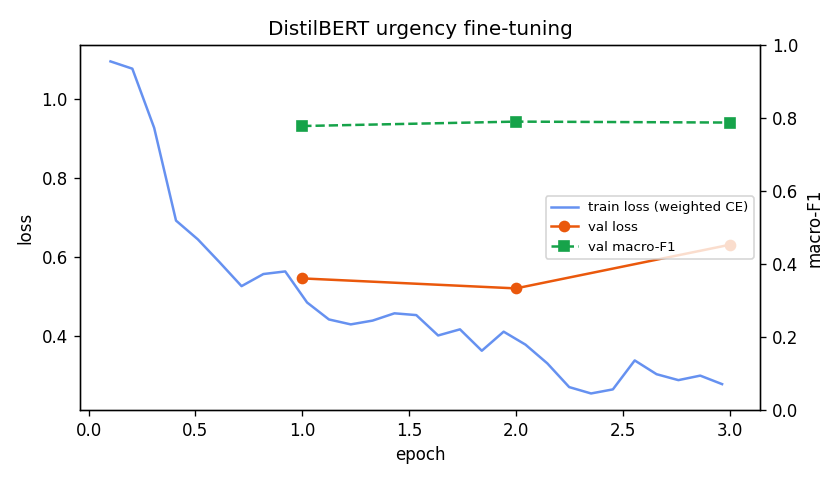 DistilBERT urgency fine-tuning
1.0
0.8
0.6
0.4
loss
1.0
0.8
0.6
0.4
0.2
0.0
macro-F1
train loss (weighted CE)
val loss
val macro-F1
0.0 0.5 1.0 1.5 2.0 2.5 3.0
epoch